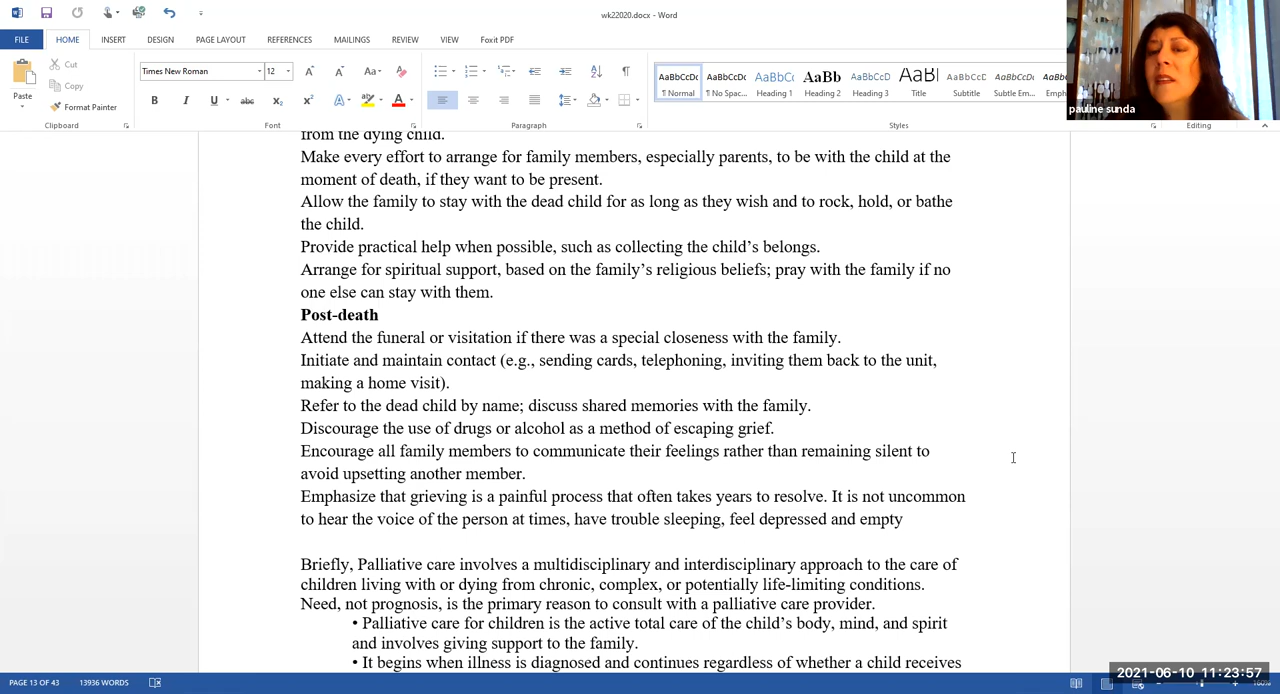 wk22020.docx - Word
FILE HOME INSERT DESIGN PAGE LAYOUT REFERENCES MAILINGS REVIEW VIEW Foxit PDF
Paste
Cut
Copy
Format Painter
Clipboard
Times New Roman 12
Font
Paragraph
AaBbCcDc AaBbCcDc AaBbCc AaBb AaBbCcD AaB AaBbCcD AaBbCcDc AaBb
¶ Normal ¶ No Spac... Heading 1 Heading 2 Heading 3 Title Subtitle Subtle Em... Emph
Styles
Editing
pauline sunda
from the dying child.
Make every effort to arrange for family members, especially parents, to be with the child at the
moment of death, if they want to be present.
Allow the family to stay with the dead child for as long as they wish and to rock, hold, or bathe
the child.
Provide practical help when possible, such as collecting the child's belongs.
Arrange for spiritual support, based on the family's religious beliefs; pray with the family if no
one else can stay with them.
Post-death
Attend the funeral or visitation if there was a special closeness with the family.
Initiate and maintain contact (e.g., sending cards, telephoning, inviting them back to the unit,
making a home visit).
Refer to the dead child by name; discuss shared memories with the family.
Discourage the use of drugs or alcohol as a method of escaping grief.
Encourage all family members to communicate their feelings rather than remaining silent to
avoid upsetting another member.
Emphasize that grieving is a painful process that often takes years to resolve. It is not uncommon
to hear the voice of the person at times, have trouble sleeping, feel depressed and empty
Briefly, Palliative care involves a multidisciplinary and interdisciplinary approach to the care of
children living with or dying from chronic, complex, or potentially life-limiting conditions.
Need, not prognosis, is the primary reason to consult with a palliative care provider.
• Palliative care for children is the active total care of the child's body, mind, and spirit
and involves giving support to the family.
• It begins when illness is diagnosed and continues regardless of whether a child receives
PAGE 13 OF 43 13936 WORDS
2021-06-10 11:23:57